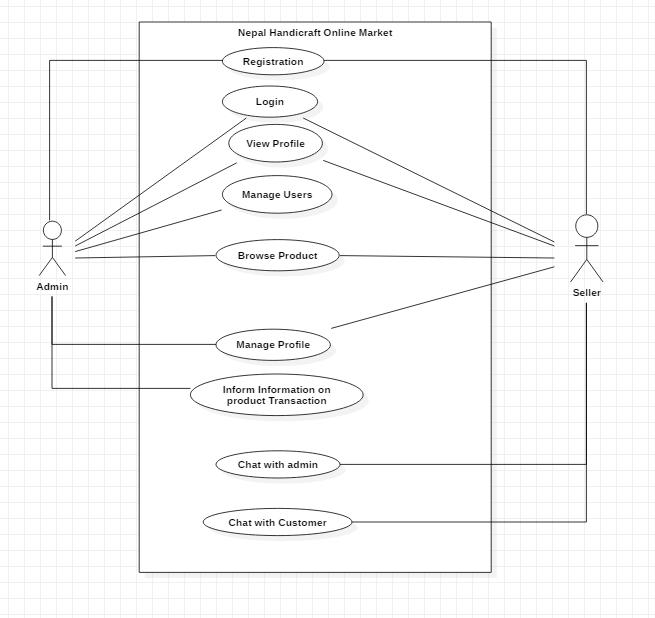 Nepal Handicraft Online Market
Registration
Login
View Profile
Manage Users
Browse Product
Admin
Seller
Manage Profile
Inform Information on
product Transaction
Chat with admin
Chat with Customer